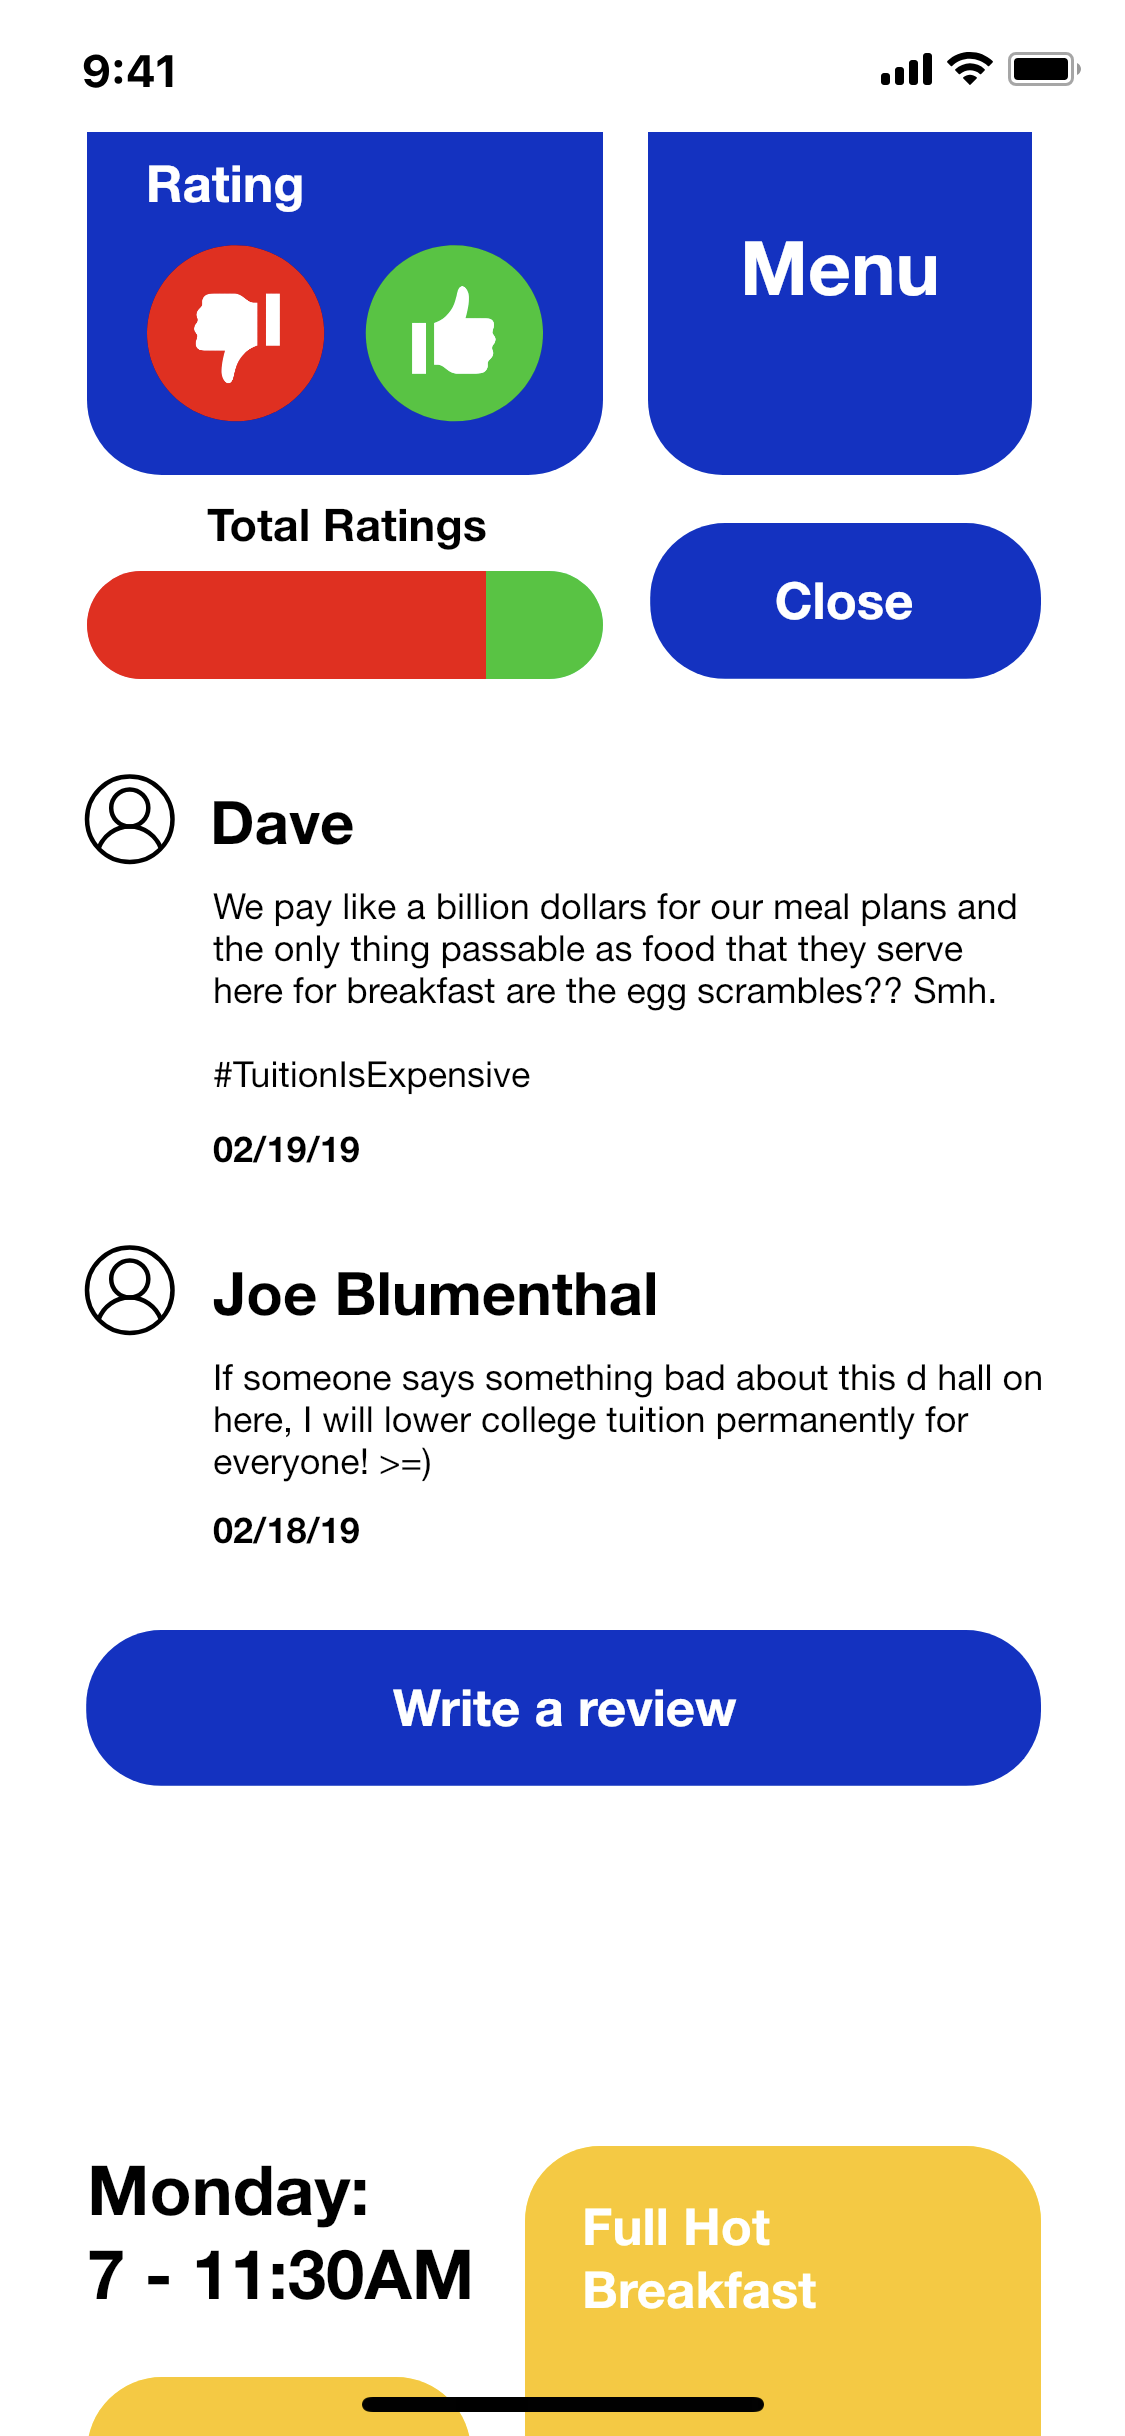 9:41
Rating
Menu
Total Ratings
Close
Dave
We pay like a billion dollars for our meal plans and
the only thing passable as food that they serve
here for breakfast are the egg scrambles?? Smh.
#TuitionIsExpensive
02/19/19
Joe Blumenthal
If someone says something bad about this d hall on
here, I will lower college tuition permanently for
everyone! >=)
02/18/19
Write a review
Monday:
7 - 11:30AM
Full Hot
Breakfast